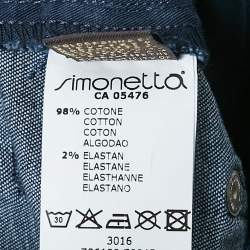 simonetta
CA 05476
98% COTONE
COTTON
COTON
ALGODAO
2% ELASTAN
ELASTANE
ELASTHANNE
ELASTANO
30
3016